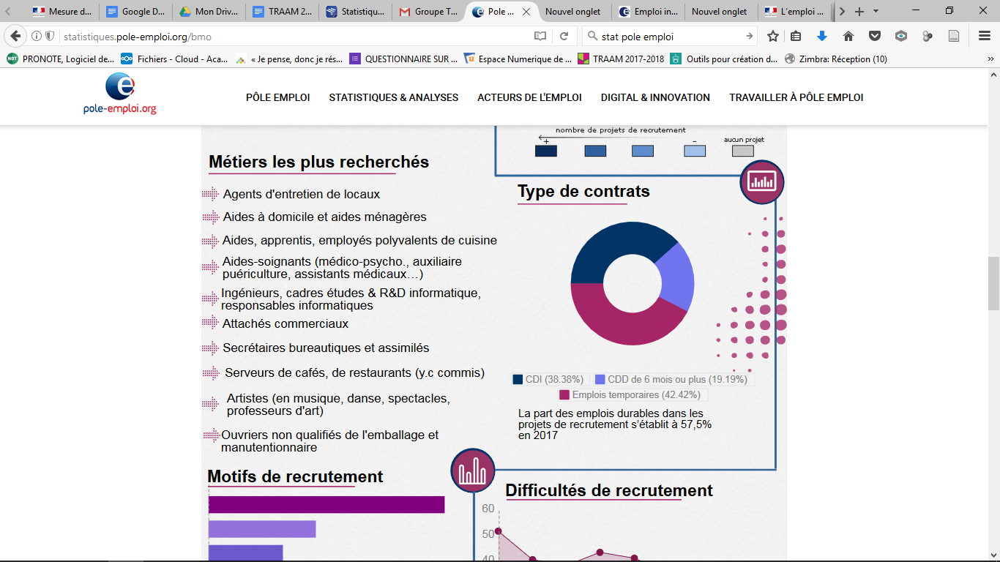 Mesure d...
Google D...
Mon Driv...
TRAAM 2...
Statistiqu...
Groupe T...
Pole ...
Nouvel onglet
Emploi in...
Nouvel onglet
L'emploi ...
statistiques.pole-emploi.org/bmo
stat pole emploi
PRONOTE, Logiciel de...
Fichiers - Cloud - Aca...
« Je pense, donc je rés...
QUESTIONNAIRE SUR ...
Espace Numerique de ...
TRAAM 2017-2018
Outils pour création d...
Zimbra: Réception (10)
pole-emploi.org
PÔLE EMPLOI
STATISTIQUES & ANALYSES
ACTEURS DE L'EMPLOI
DIGITAL & INNOVATION
TRAVAILLER À PÔLE EMPLOI
nombre de projets de recrutement
+
-
aucun projet
Métiers les plus recherchés
Agents d'entretien de locaux
Aides à domicile et aides ménagères
Aides, apprentis, employés polyvalents de cuisine
Aides-soignants (médico-psycho., auxiliaire
puériculture, assistants médicaux…)
Ingénieurs, cadres études & R&D informatique,
responsables informatiques
Attachés commerciaux
Secrétaires bureautiques et assimilés
Serveurs de cafés, de restaurants (y.c commis)
Artistes (en musique, danse, spectacles,
professeurs d'art)
Ouvriers non qualifiés de l'emballage et
manutentionnaire
Type de contrats
CDI (38.38%)
CDD de 6 mois ou plus (19.19%)
Emplois temporaires (42.42%)
La part des emplois durables dans les
projets de recrutement s'établit à 57,5%
en 2017
Motifs de recrutement
Difficultés de recrutement
60
50
40